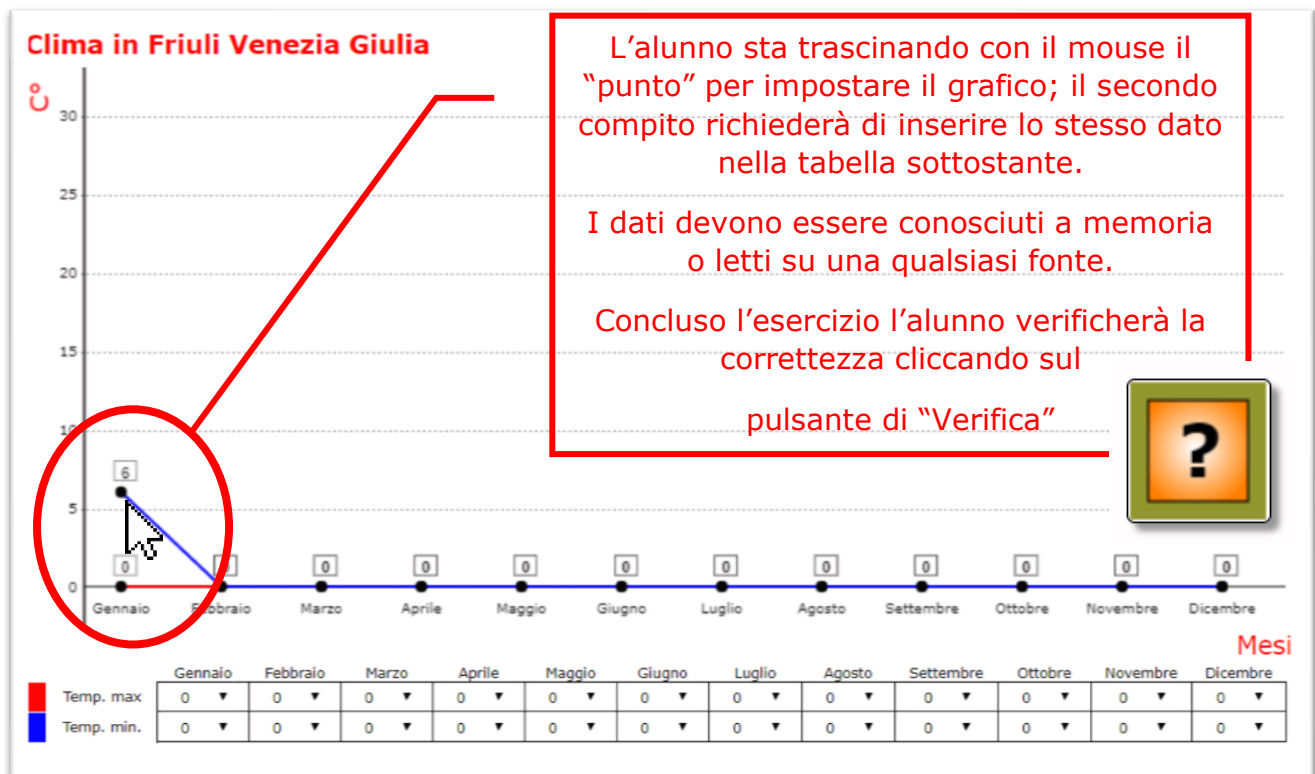 Clima in Friuli Venezia Giulia
L’alunno sta trascinando con il mouse il
“punto” per impostare il grafico; il secondo
compito richiederà di inserire lo stesso dato
nella tabella sottostante.
I dati devono essere conosciuti a memoria
o letti su una qualsiasi fonte.
Concluso l’esercizio l’alunno verificherà la
correttezza cliccando sul
pulsante di “Verifica”
?
C°
30
25
20
15
10
5
0
6
0 0 0 0 0 0 0 0 0 0 0 0
Gennaio Febbraio Marzo Aprile Maggio Giugno Luglio Agosto Settembre Ottobre Novembre Dicembre
Mesi
Gennaio Febbraio Marzo Aprile Maggio Giugno Luglio Agosto Settembre Ottobre Novembre Dicembre
Temp. max 0 0 0 0 0 0 0 0 0 0 0 0
Temp. min. 0 0 0 0 0 0 0 0 0 0 0 0